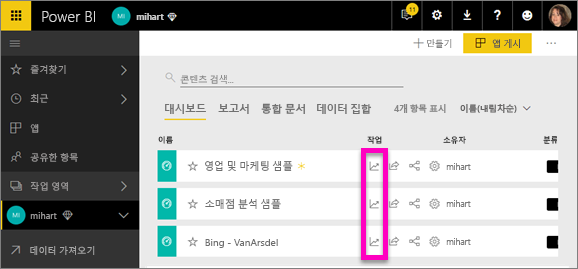 Power BI MI mihart 11 ?
+ 만들기 앱 게시 ...
즐겨찾기
최근
앱
공유한 항목
작업 영역
MI mihart
데이터 가져오기
콘텐츠 검색...
대시보드 보고서 통합 문서 데이터 집합 4개 항목 표시 이름(내림차순)
이름 작업 소유자 분류
영업 및 마케팅 샘플 mihart
소매점 분석 샘플 mihart
Bing - VanArsdel mihart